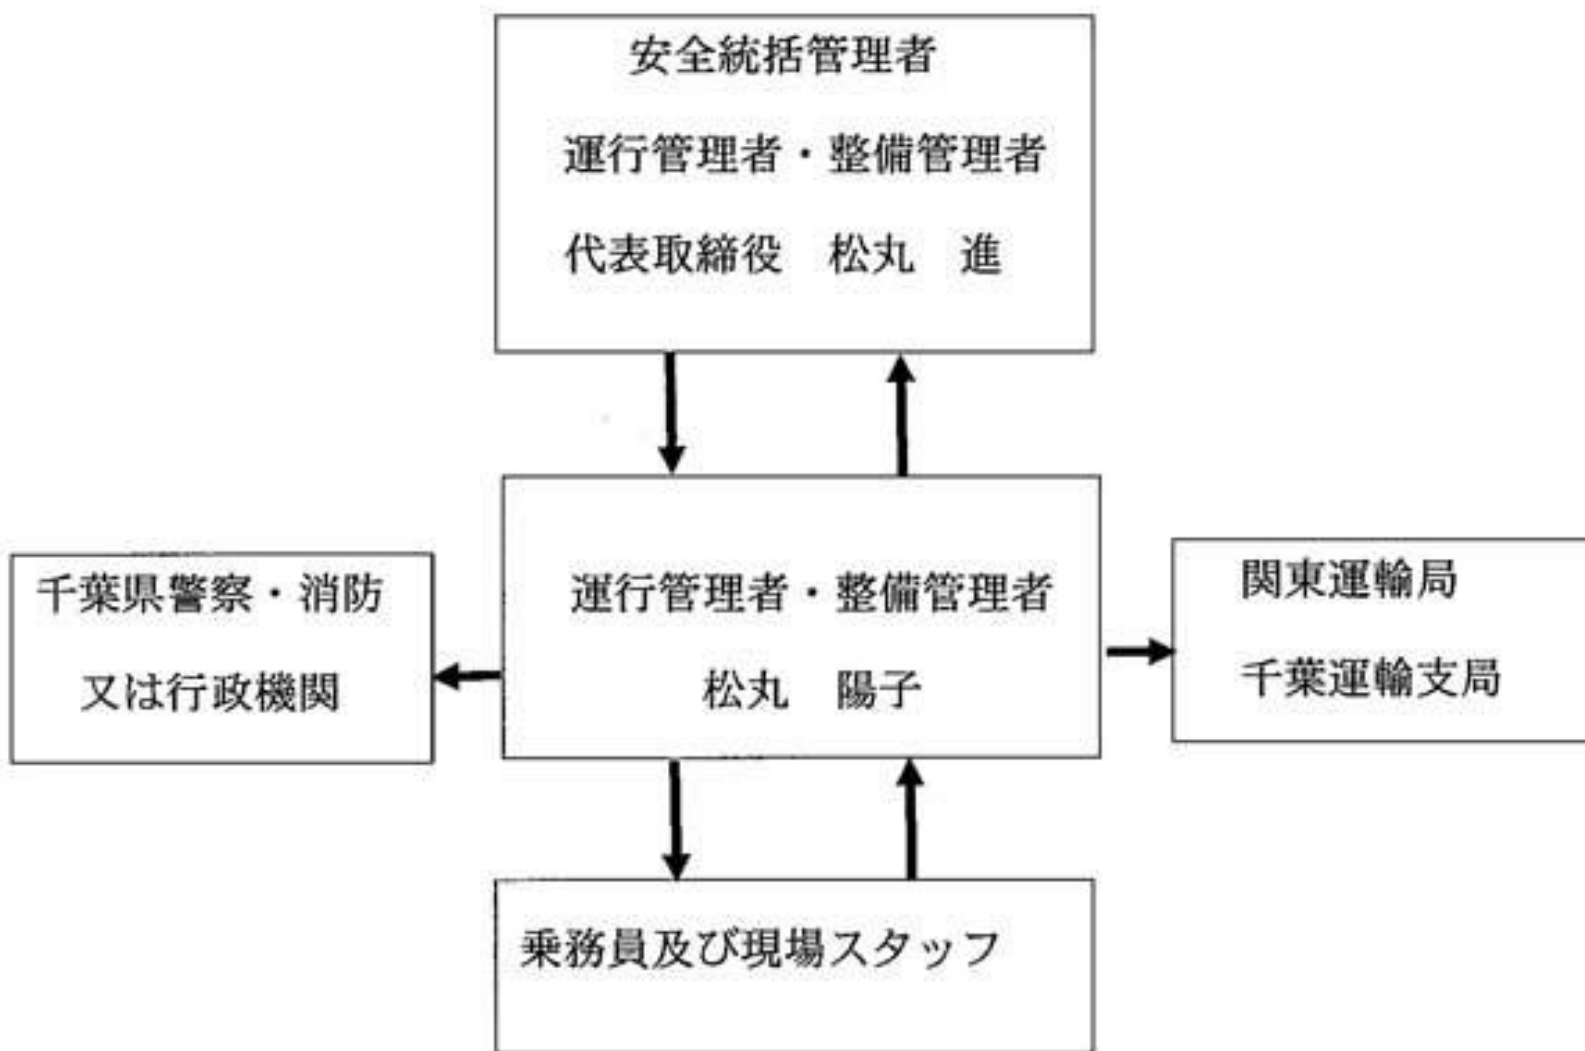 安全統括管理者
運行管理者・整備管理者
代表取締役　松丸　進
千葉県警察・消防
又は行政機関
運行管理者・整備管理者
松丸　陽子
関東運輸局
千葉運輸支局
乗務員及び現場スタッフ